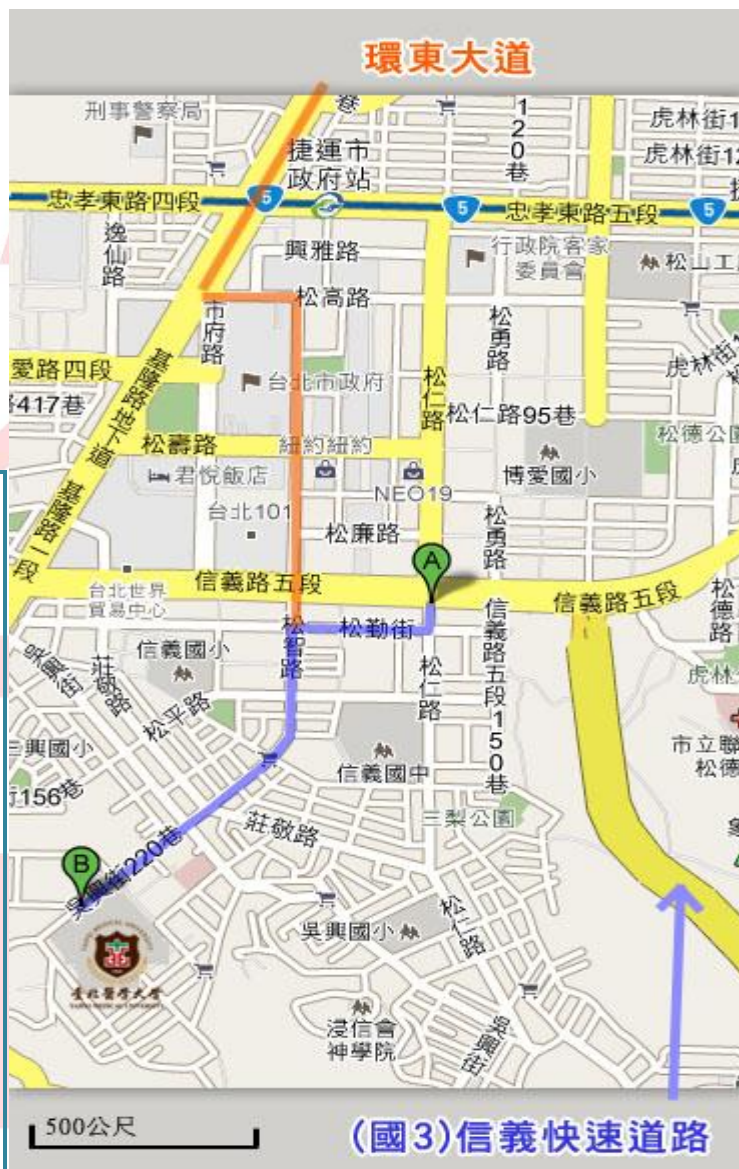 環東大道
刑事警察局
巷
120巷
虎林街1
虎林街12
捷運市
政府站
5
5
5
忠孝東路四段
忠孝東路五段
逸仙路
興雅路
行政院客家
委員會
松山工
市府路
松高路
松勇路
愛路四段
基隆路地下道
台北市政府
松仁路
虎林街
417巷
松仁路95巷
松德公
松壽路
紐約紐約
君悅飯店
NEO19
博愛國小
基隆路一段
台北101
松廉路
松勇路
A
信義路五段
信義路五段
台北世界
貿易中心
松德路
松智路
松勤街
信義路五段150巷
吳興街
莊敬路
信義國小
松仁路
虎林
松平路
三興國小
信義國中
市立聯
松德
街156巷
莊敬路
三犁公園
B
吳興街220巷
吳興國小
松仁路
臺北醫學大學
TAIPEI MEDICAL UNIVERSITY
浸信會
神學院
吳興街
500公尺
(國3)信義快速道路